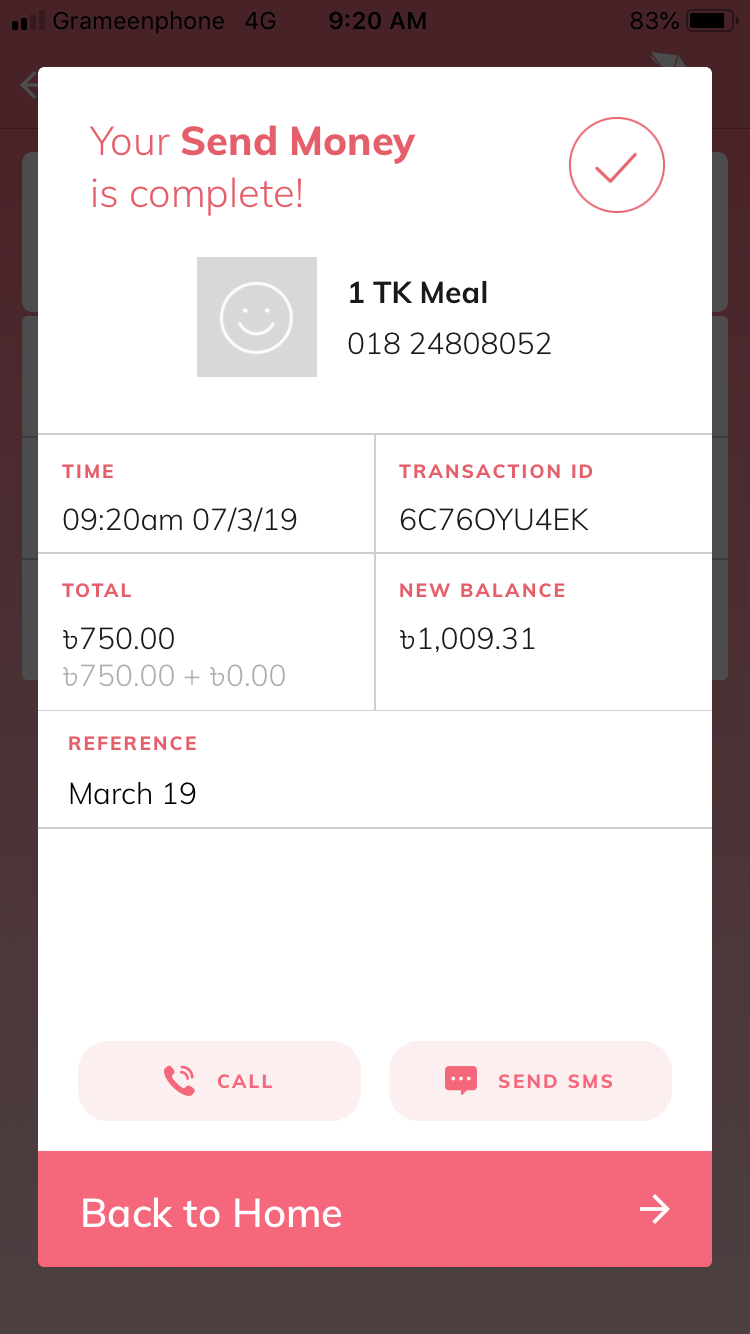 Grameenphone 4G 9:20 AM 83%
Your Send Money
is complete!
1 TK Meal
018 24808052
TIME
09:20am 07/3/19
TRANSACTION ID
6C76OYU4EK
TOTAL
৳750.00
৳750.00 + ৳0.00
NEW BALANCE
৳1,009.31
REFERENCE
March 19
CALL
SEND SMS
Back to Home